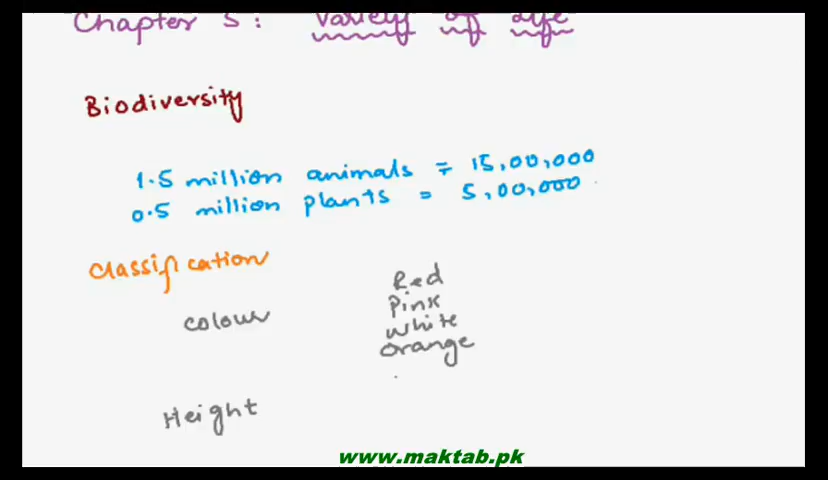 Chapter 5: Variety of Life
Biodiversity
1.5 million animals = 15,00,000
0.5 million plants = 5,00,000
Classification
Red
Pink
colour
White
Orange
Height
www.maktab.pk